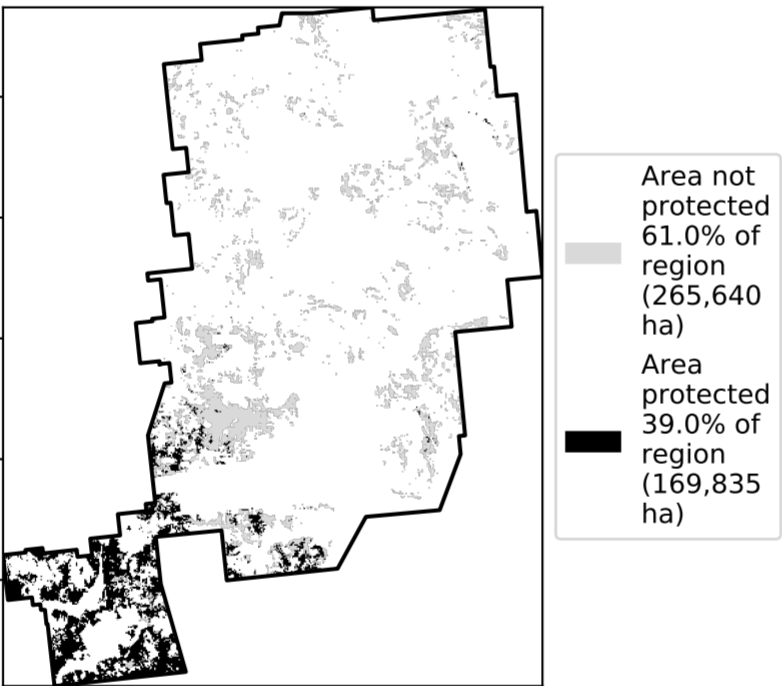 Area not
protected
61.0% of
region
(265,640
ha)
Area
protected
39.0% of
region
(169,835
ha)